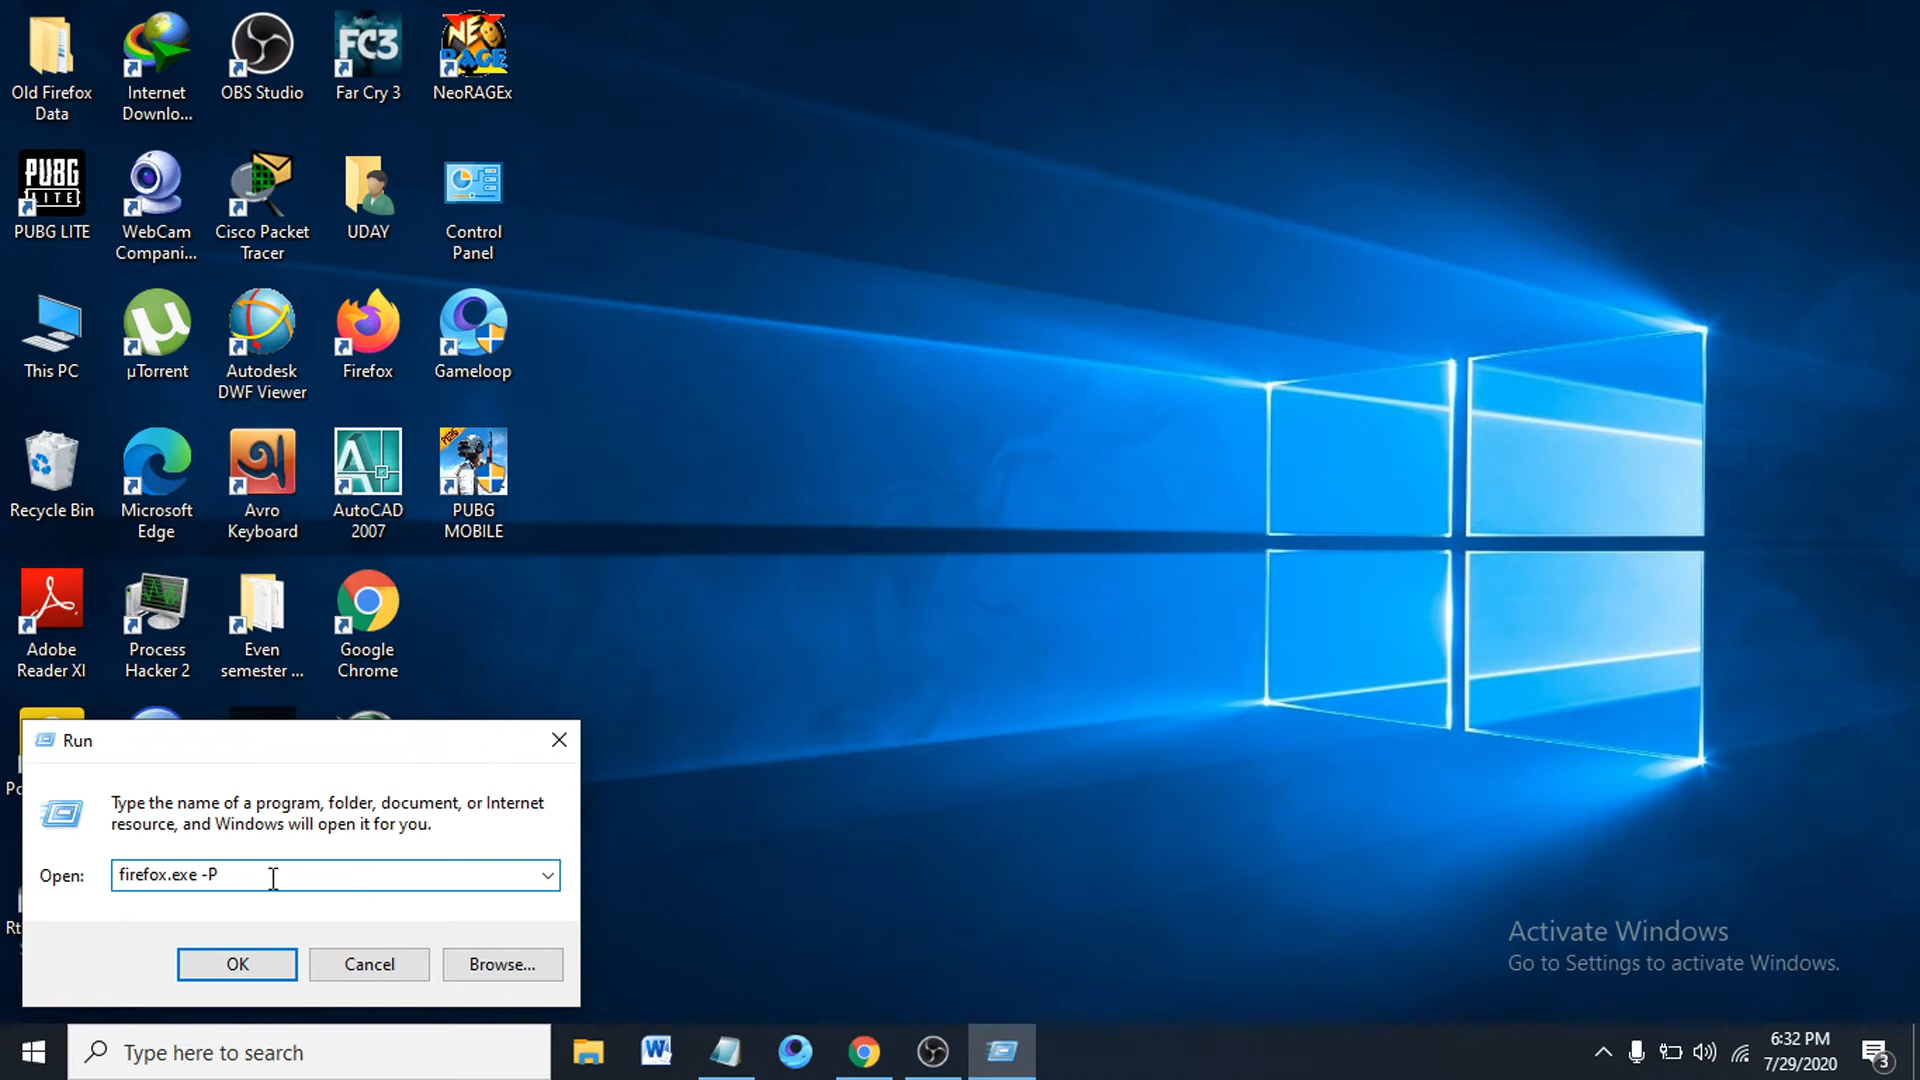 Old Firefox
Data
Internet
Downlo...
OBS Studio
FC3
Far Cry 3
NEO
RAGE
NeoRAGEx
PUBG
LITE
PUBG LITE
WebCam
Compani...
Cisco Packet
Tracer
UDAY
Control
Panel
This PC
µTorrent
Autodesk
DWF Viewer
Firefox
Gameloop
Recycle Bin
Microsoft
Edge
Avro
Keyboard
AutoCAD
2007
PUBG
PUBG
MOBILE
Adobe
Reader XI
Process
Hacker 2
Even
semester ...
Google
Chrome
Run
Type the name of a program, folder, document, or Internet
resource, and Windows will open it for you.
Open:
firefox.exe -P
OK
Cancel
Browse...
Activate Windows
Go to Settings to activate Windows.
Type here to search
6:32 PM
7/29/2020
3